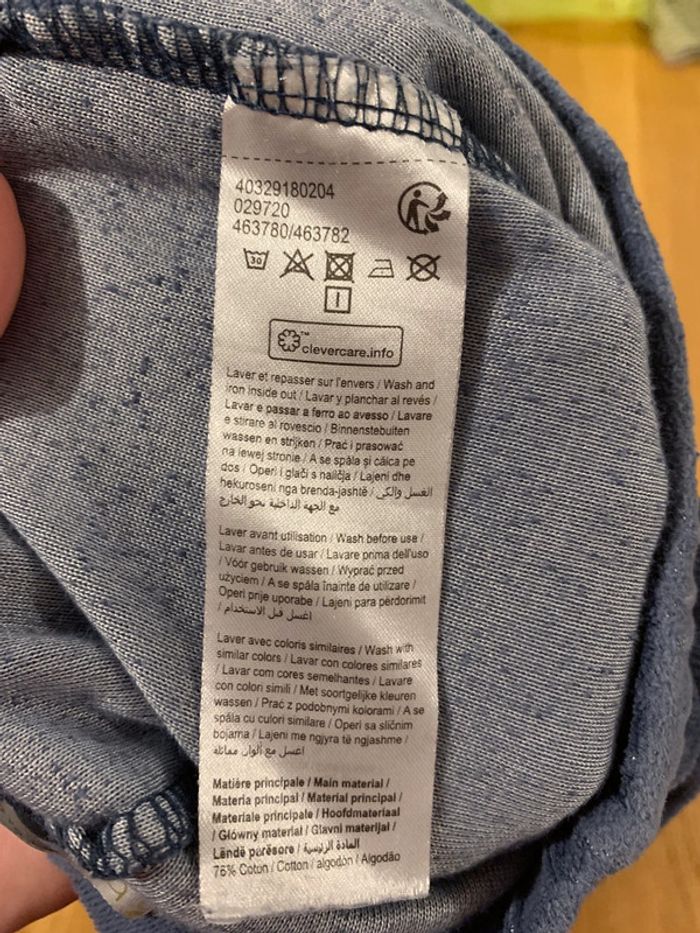 40329180204
029720
463780/463782
30
™
clevercare.info
Laver et repasser sur l'envers / Wash and
iron inside out / Lavar y planchar al revés /
Lavar e passar a ferro ao avesso / Lavare
e stirare al rovescio / Binnenstebuiten
wassen en strijken / Prać i prasować
na lewej stronie / A se spăla și călca pe
dos / Operi i glači s naličja / Lajeni dhe
hekuroseni nga brenda-jashtë / الغسل والكي
مع الجهة الداخلية نحو الخارج
Laver avant utilisation / Wash before use /
Lavar antes de usar / Lavare prima dell'uso
/ Vóór gebruik wassen / Wyprać przed
użyciem / A se spăla înainte de utilizare /
Operi prije uporabe / Lajeni para përdorimit
/ اغسل قبل الاستخدام
Laver avec coloris similaires / Wash with
similar colors / Lavar con colores similares
/ Lavar com cores semelhantes / Lavare
con colori simili / Met soortgelijke kleuren
wassen / Prać z podobnymi kolorami / A se
spăla cu culori similare / Operi sa sličnim
bojama / Lajeni me ngjyra të ngjashme /
اغسل مع ألوان مماثلة
Matière principale / Main material /
Materia principal / Material principal /
Materiale principale / Hoofdmateriaal
/ Główny materiał / Glavni materijal /
Lëndë parësore / المادة الرئيسية
76% Coton / Cotton / algodón / Algodão